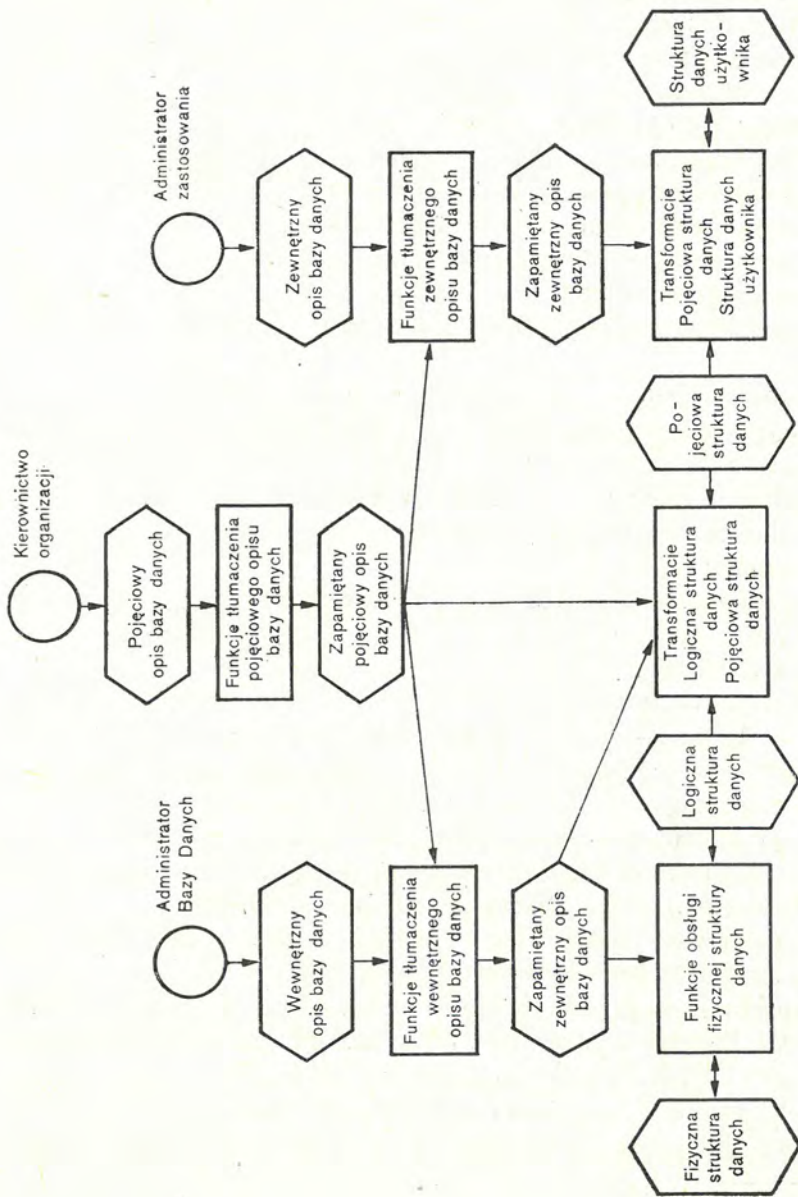 Kierownictwo
organizacji
Administrator
Bazy Danych
Administrator
zastosowania
Pojęciowy
opis bazy danych
Funkcje tłumaczenia
pojęciowego opisu
bazy danych
Zapamiętany
pojęciowy opis
bazy danych
Wewnętrzny
opis bazy danych
Funkcje tłumaczenia
wewnętrznego
opisu bazy danych
Zapamiętany
zewnętrzny opis
bazy danych
Zewnętrzny
opis bazy danych
Funkcje tłumaczenia
zewnętrznego
opisu bazy danych
Zapamiętany
zewnętrzny opis
bazy danych
Fizyczna
struktura
danych
Funkcje obsługi
fizycznej struktury
danych
Logiczna
struktura
danych
Transformacie
Logiczna struktura
danych
Pojęciowa struktura
danych
Po-
jęciowa
struktura
danych
Transformacie
Pojęciowa struktura
danych
Struktura danych
użytkownika
Struktura
danych
użytko-
wnika